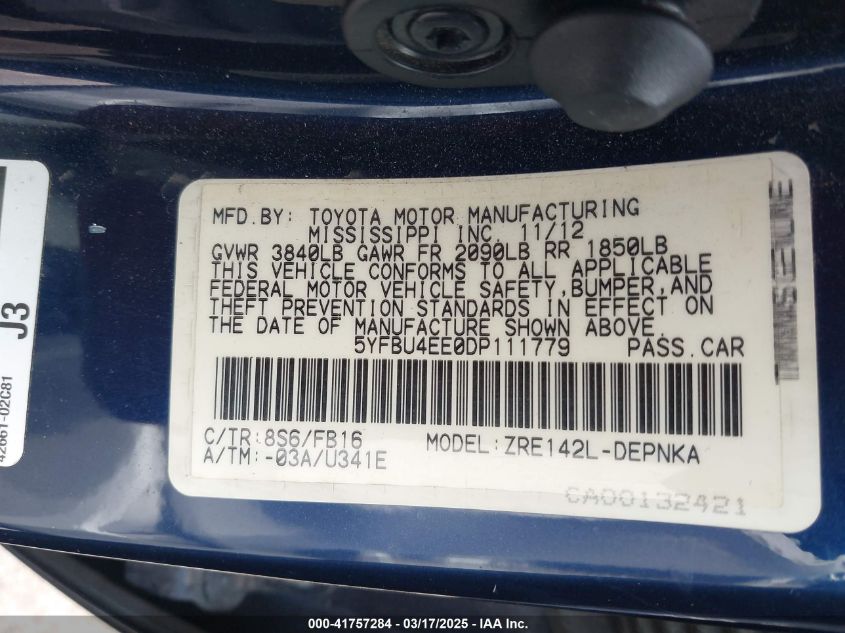 MFD.BY: TOYOTA MOTOR MANUFACTURING
MISSISSIPPI INC. 11/12
GVWR 3840LB GAWR FR 2090LB RR 1850LB
THIS VEHICLE CONFORMS TO ALL APPLICABLE
FEDERAL MOTOR VEHICLE SAFETY,BUMPER,AND
THEFT PREVENTION STANDARDS IN EFFECT ON
THE DATE OF MANUFACTURE SHOWN ABOVE.
5YFBU4EE0DP111779 PASS.CAR
C/TR:8S6/FB16 MODEL:ZRE142L-DEPNKA
A/TM:-03A/U341E
CA00132421
J3
42661-02C81
000-41757284 - 03/17/2025 - IAAI, Inc.